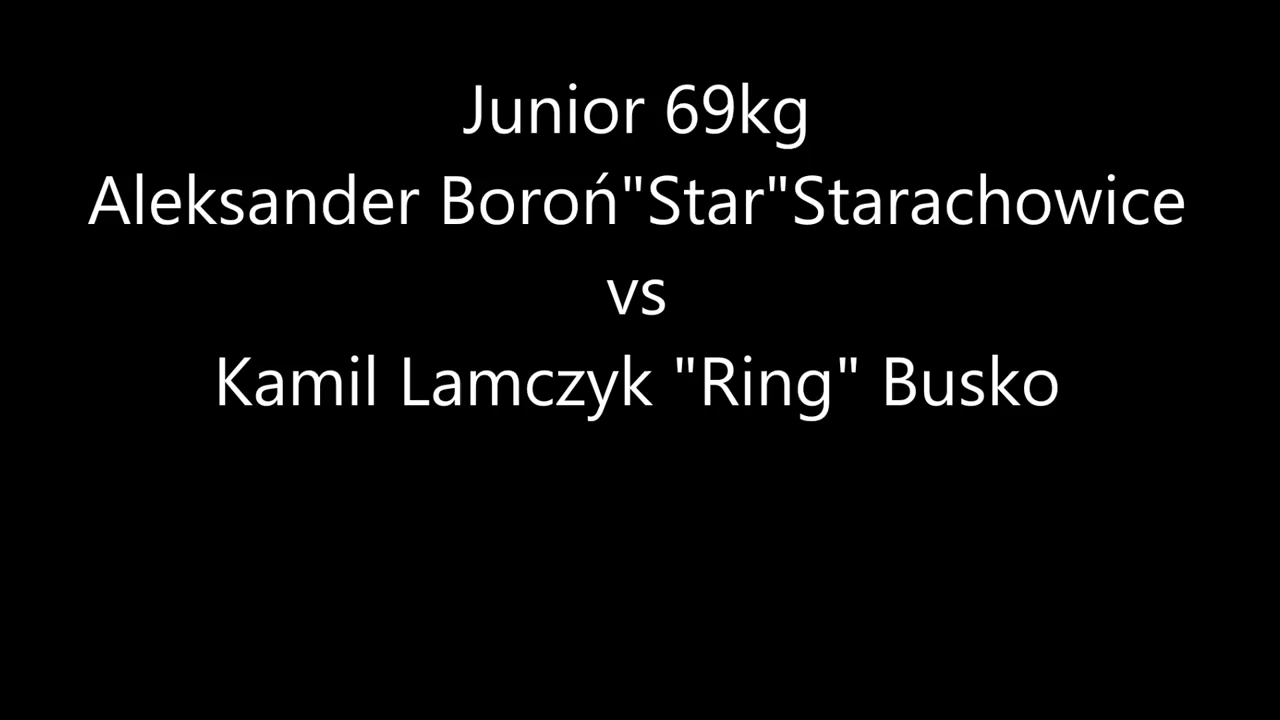 Junior 69kg
Aleksander Boroń"Star"Starachowice
vs
Kamil Lamczyk "Ring" Busko